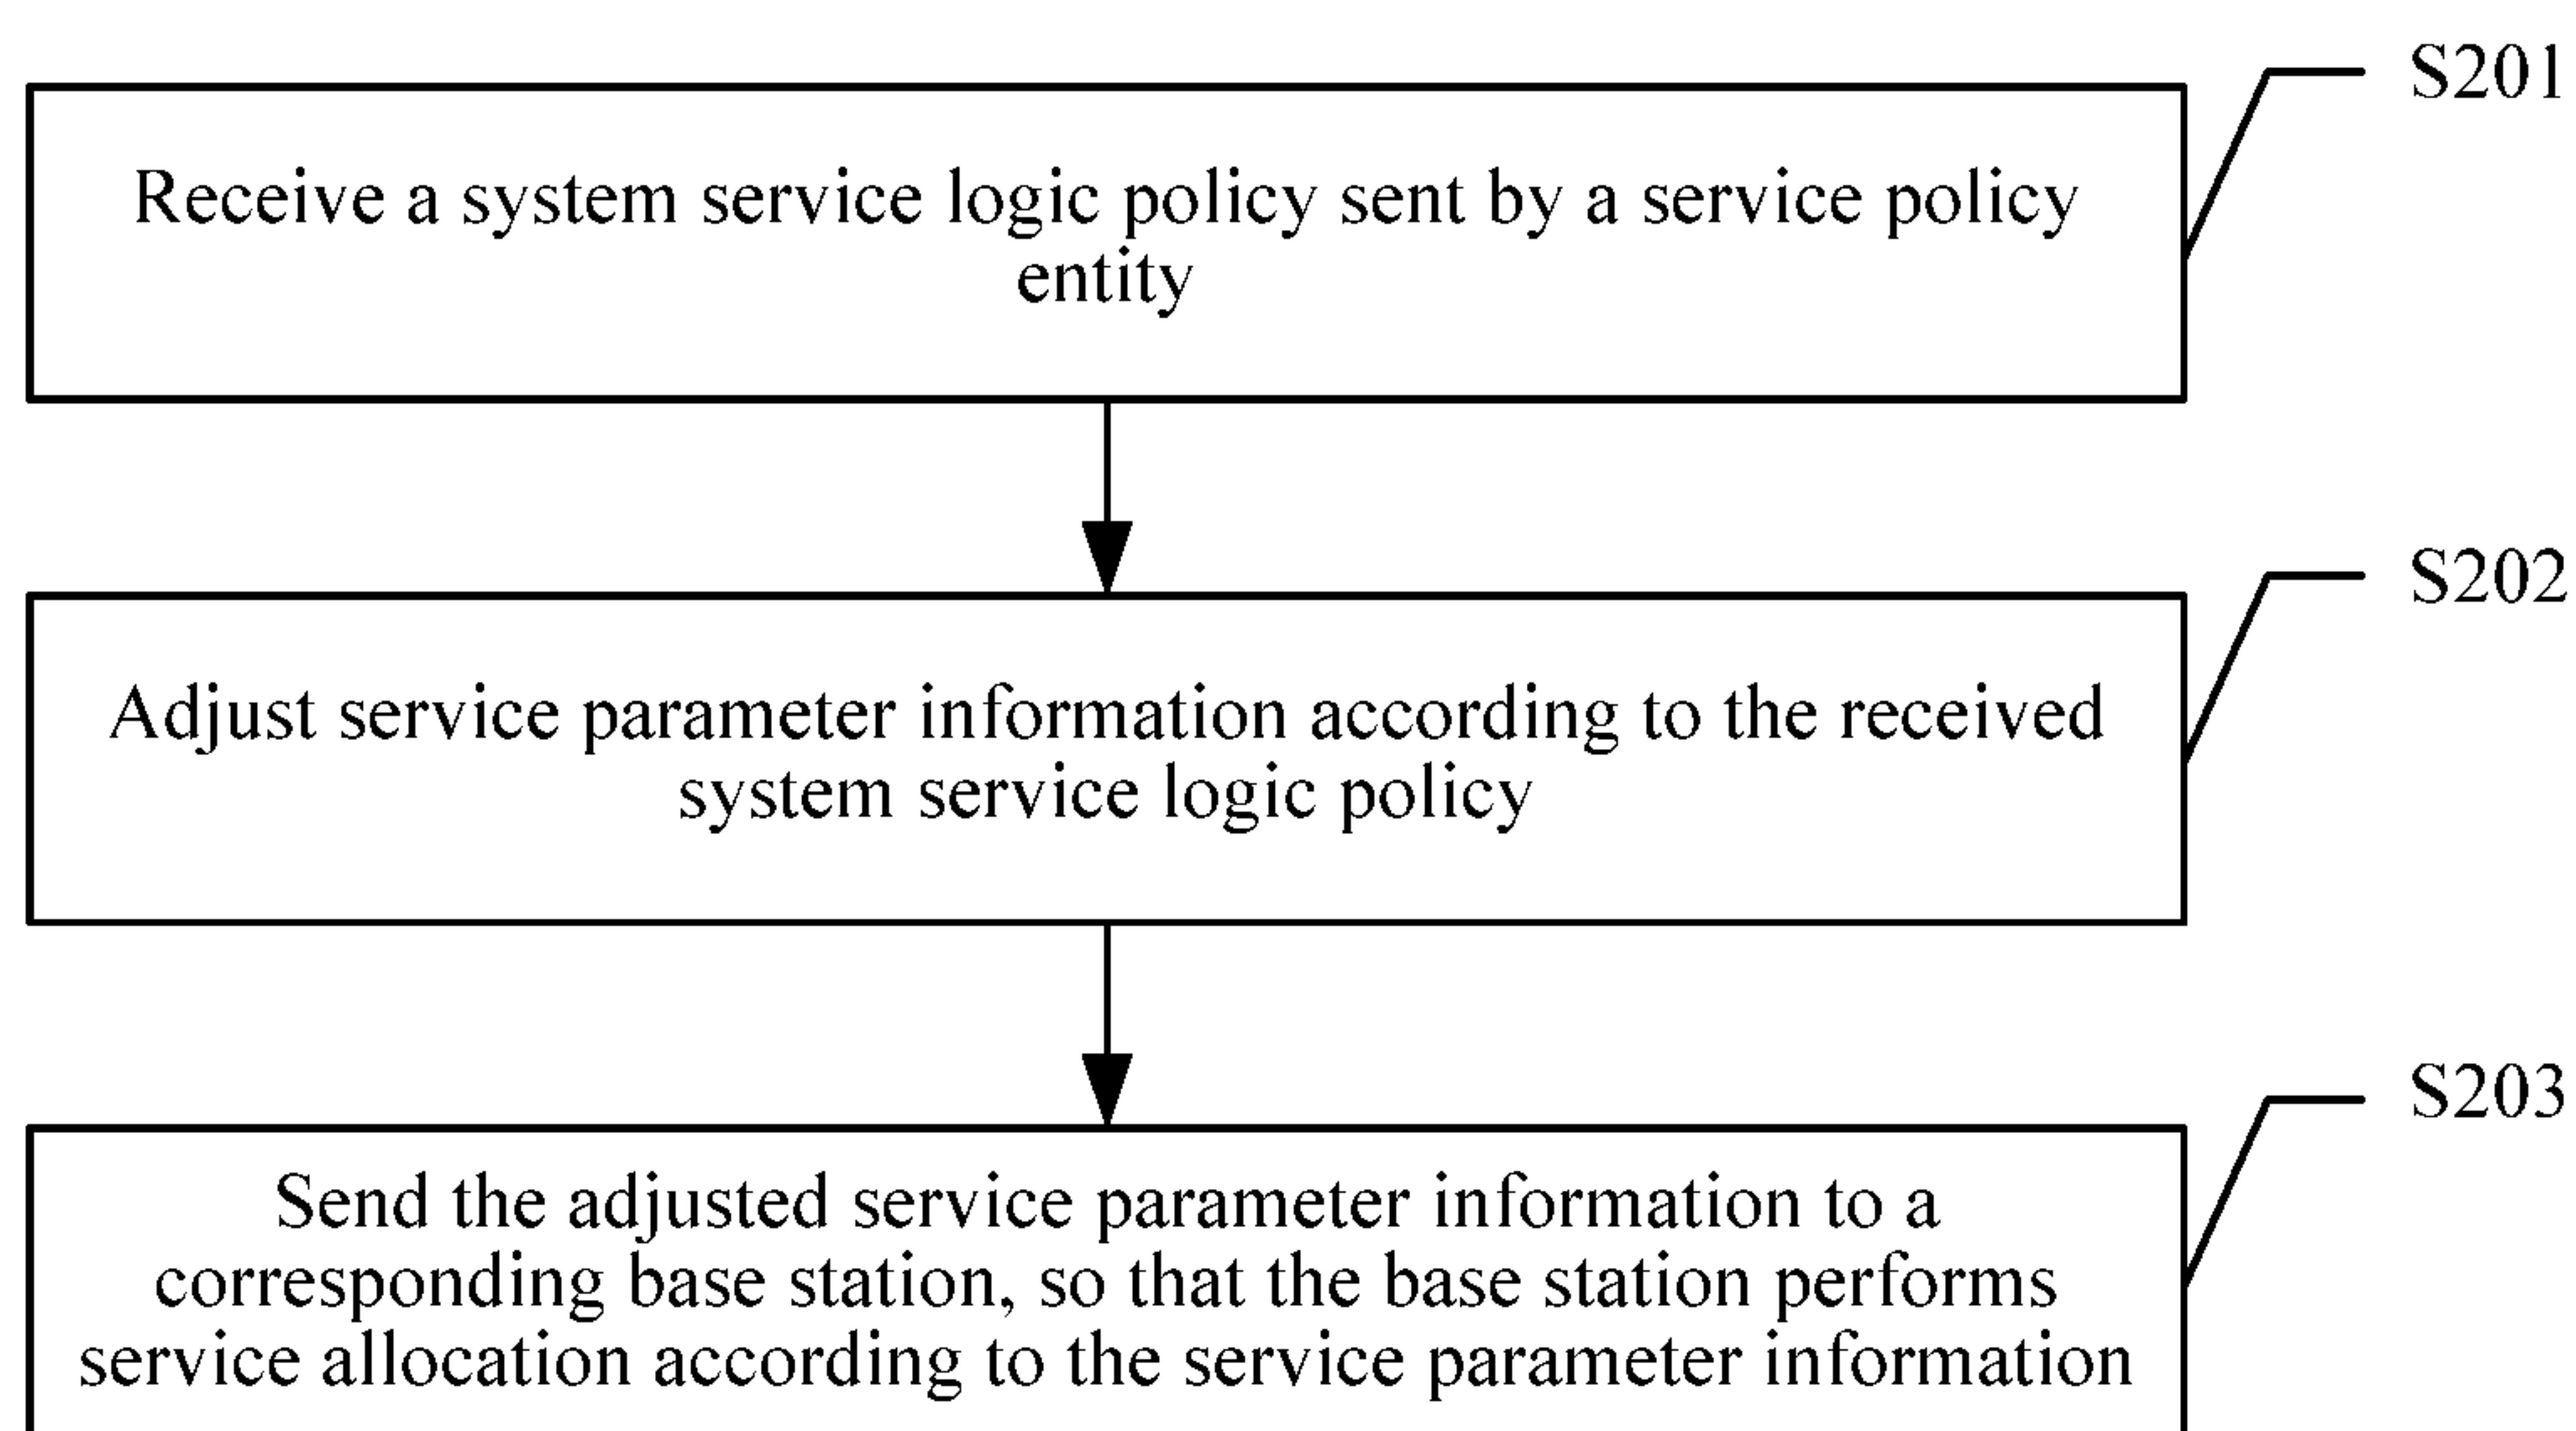 S201
Receive a system service logic policy sent by a service policy
entity
S202
Adjust service parameter information according to the received
system service logic policy
S203
Send the adjusted service parameter information to a
corresponding base station, so that the base station performs
service allocation according to the service parameter information